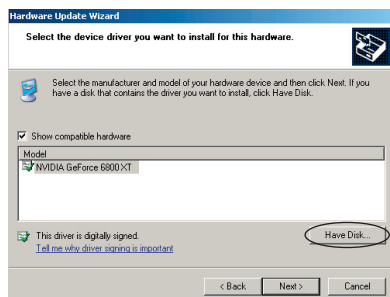 Hardware Update Wizard
Select the device driver you want to install for this hardware.
Select the manufacturer and model of your hardware device and then click Next. If you
have a disk that contains the driver you want to install, click Have Disk.
Show compatible hardware
Model
NVIDIA GeForce 6800 XT
This driver is digitally signed.
Have Disk...
Tell me why driver signing is important
< Back
Next >
Cancel